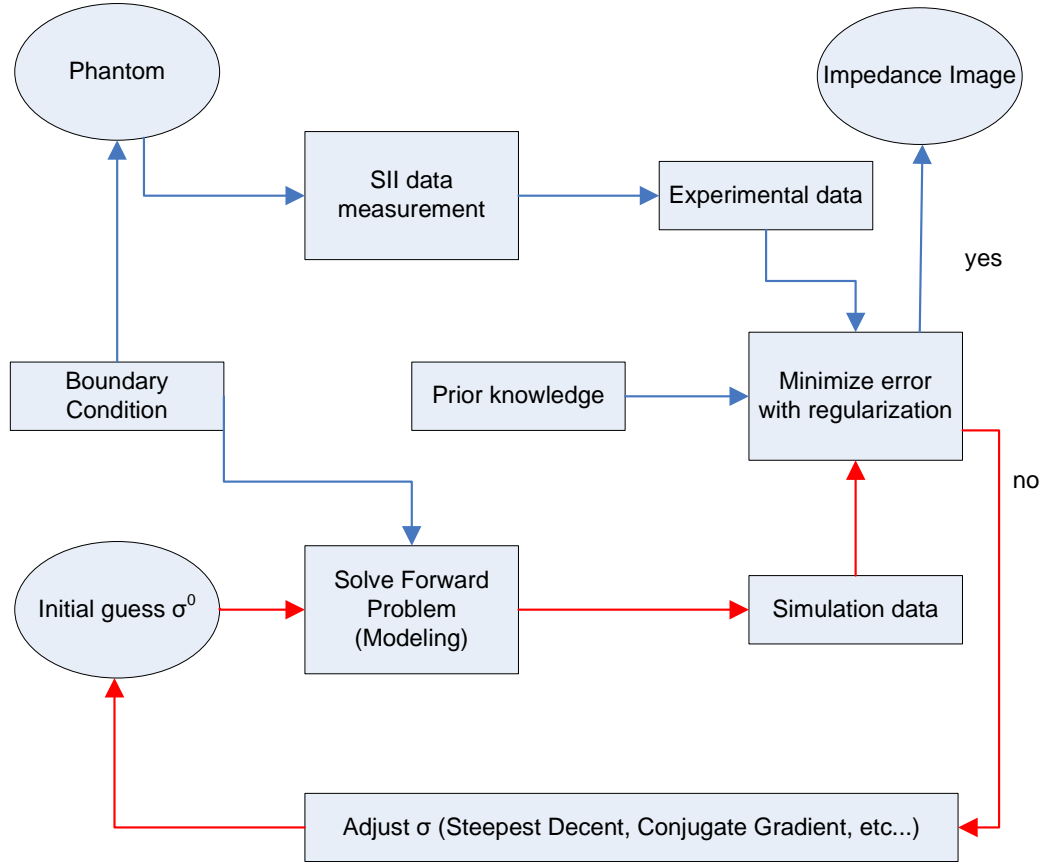 Phantom
Impedance Image
SII data
measurement
Experimental data
yes
Boundary
Condition
Prior knowledge
Minimize error
with regularization
no
Initial guess σ⁰
Solve Forward
Problem
(Modeling)
Simulation data
Adjust σ (Steepest Decent, Conjugate Gradient, etc...)